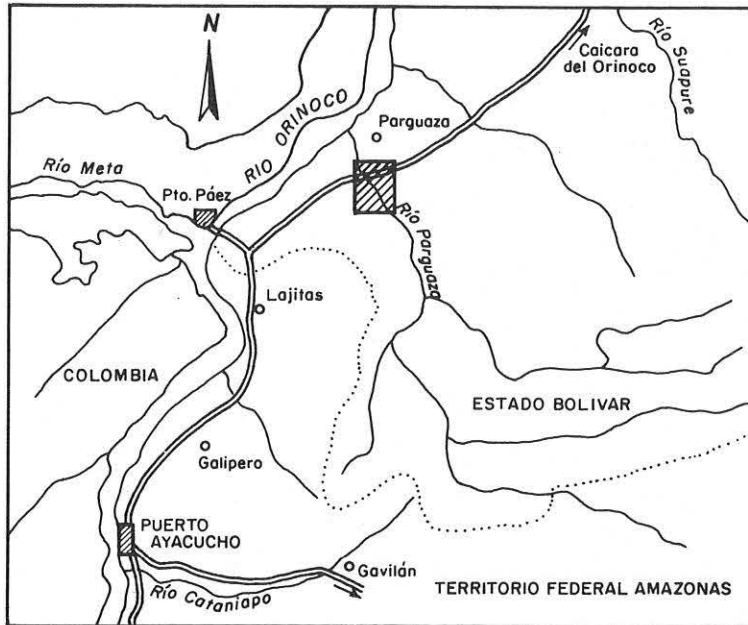 N
Caicara
del Orinoco
Río Suapure
RIO ORINOCO
Parguaza
Río Meta
Pto. Páez
Río Parguaza
Lajitas
COLOMBIA
ESTADO BOLIVAR
Galipero
PUERTO
AYACUCHO
Gavilán
Río Cataniapo
TERRITORIO FEDERAL AMAZONAS